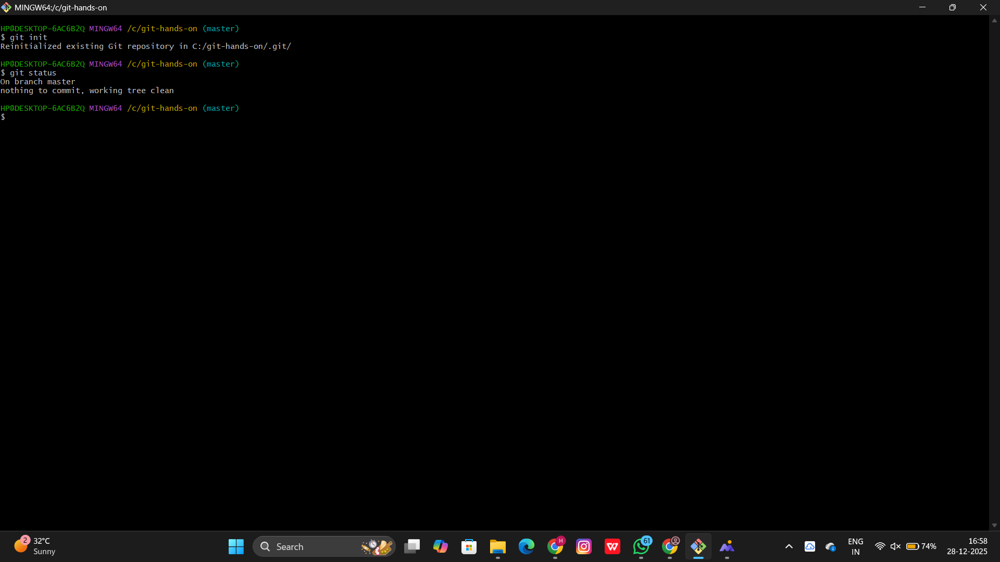 MINGW64:/c/git-hands-on
HP@DESKTOP-6AC6B2Q MINGW64 /c/git-hands-on (master)
$ git init
Reinitialized existing Git repository in C:/git-hands-on/.git/
HP@DESKTOP-6AC6B2Q MINGW64 /c/git-hands-on (master)
$ git status
On branch master
nothing to commit, working tree clean
HP@DESKTOP-6AC6B2Q MINGW64 /c/git-hands-on (master)
$
2
32°C
Sunny
Search
H
W
61
ENG
IN
74%
16:58
28-12-2025